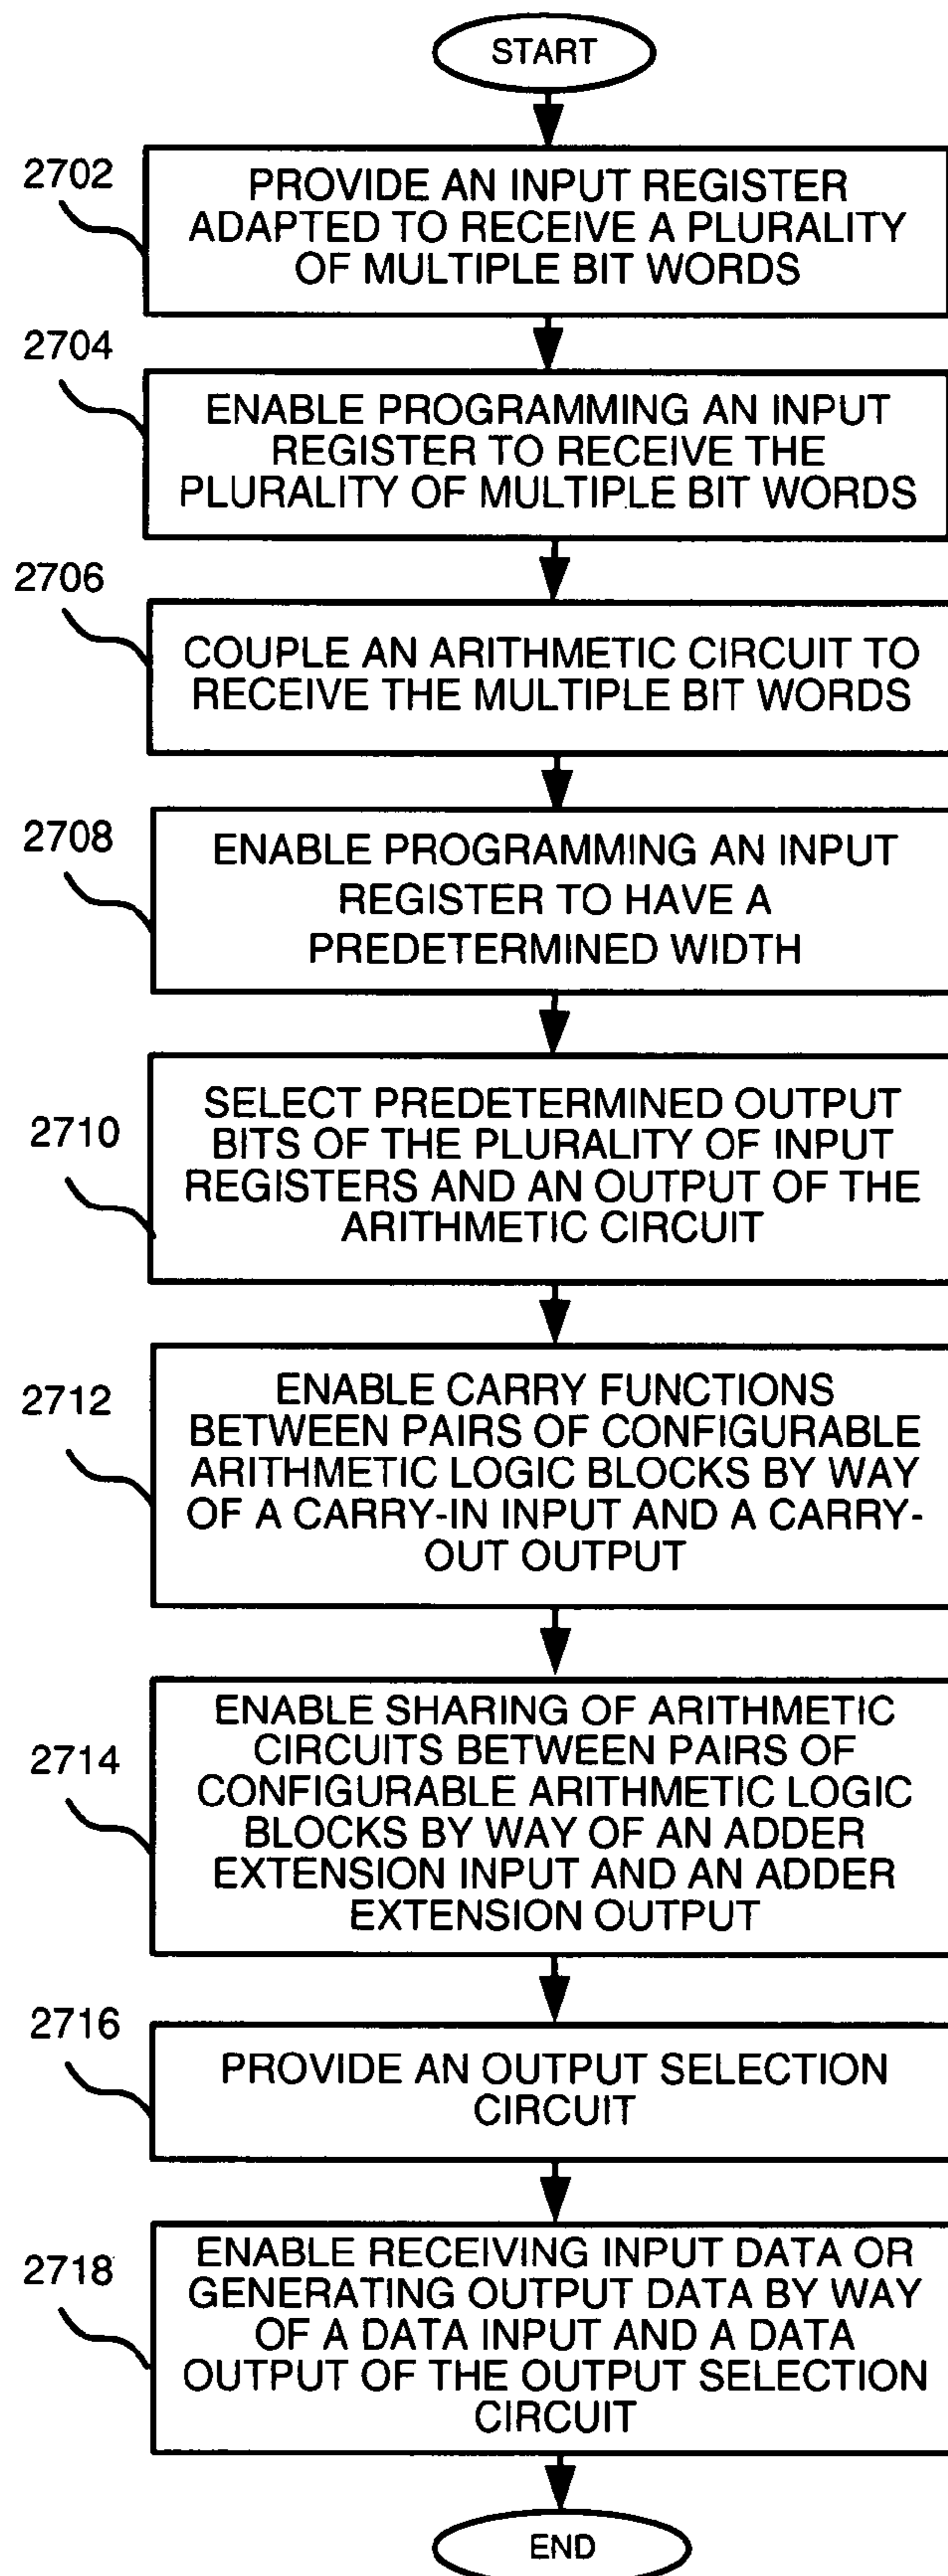 START
2702
PROVIDE AN INPUT REGISTER
ADAPTED TO RECEIVE A PLURALITY
OF MULTIPLE BIT WORDS
2704
ENABLE PROGRAMMING AN INPUT
REGISTER TO RECEIVE THE
PLURALITY OF MULTIPLE BIT WORDS
2706
COUPLE AN ARITHMETIC CIRCUIT TO
RECEIVE THE MULTIPLE BIT WORDS
2708
ENABLE PROGRAMMING AN INPUT
REGISTER TO HAVE A
PREDETERMINED WIDTH
2710
SELECT PREDETERMINED OUTPUT
BITS OF THE PLURALITY OF INPUT
REGISTERS AND AN OUTPUT OF THE
ARITHMETIC CIRCUIT
2712
ENABLE CARRY FUNCTIONS
BETWEEN PAIRS OF CONFIGURABLE
ARITHMETIC LOGIC BLOCKS BY WAY
OF A CARRY-IN INPUT AND A CARRY-
OUT OUTPUT
2714
ENABLE SHARING OF ARITHMETIC
CIRCUITS BETWEEN PAIRS OF
CONFIGURABLE ARITHMETIC LOGIC
BLOCKS BY WAY OF AN ADDER
EXTENSION INPUT AND AN ADDER
EXTENSION OUTPUT
2716
PROVIDE AN OUTPUT SELECTION
CIRCUIT
2718
ENABLE RECEIVING INPUT DATA OR
GENERATING OUTPUT DATA BY WAY
OF A DATA INPUT AND A DATA
OUTPUT OF THE OUTPUT SELECTION
CIRCUIT
END